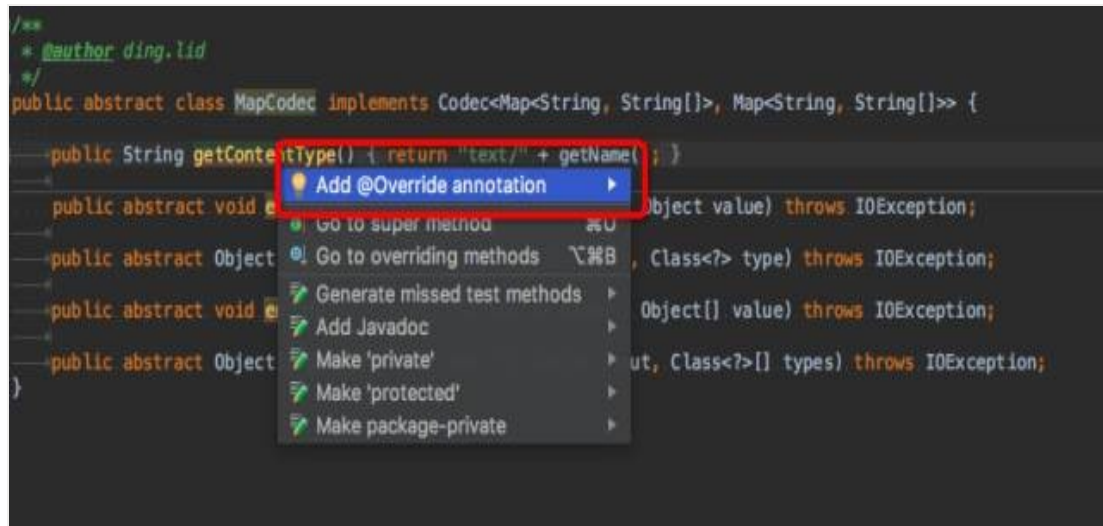 /**
* @author ding.lid
*/
public abstract class MapCodec implements Codec<Map<String, String[]>, Map<String, String[]>> {
public String getContentType() { return "text/" + getName( ; }
Add @Override annotation
public abstract void e Object value) throws IOException;
Go to super method ⌘U
public abstract Object , Class<?> type) throws IOException;
Go to overriding methods ⌥⌘B
Generate missed test methods
public abstract void e Object[] value) throws IOException;
Add Javadoc
public abstract Object ut, Class<?>[] types) throws IOException;
Make 'private'
}
Make 'protected'
Make package-private